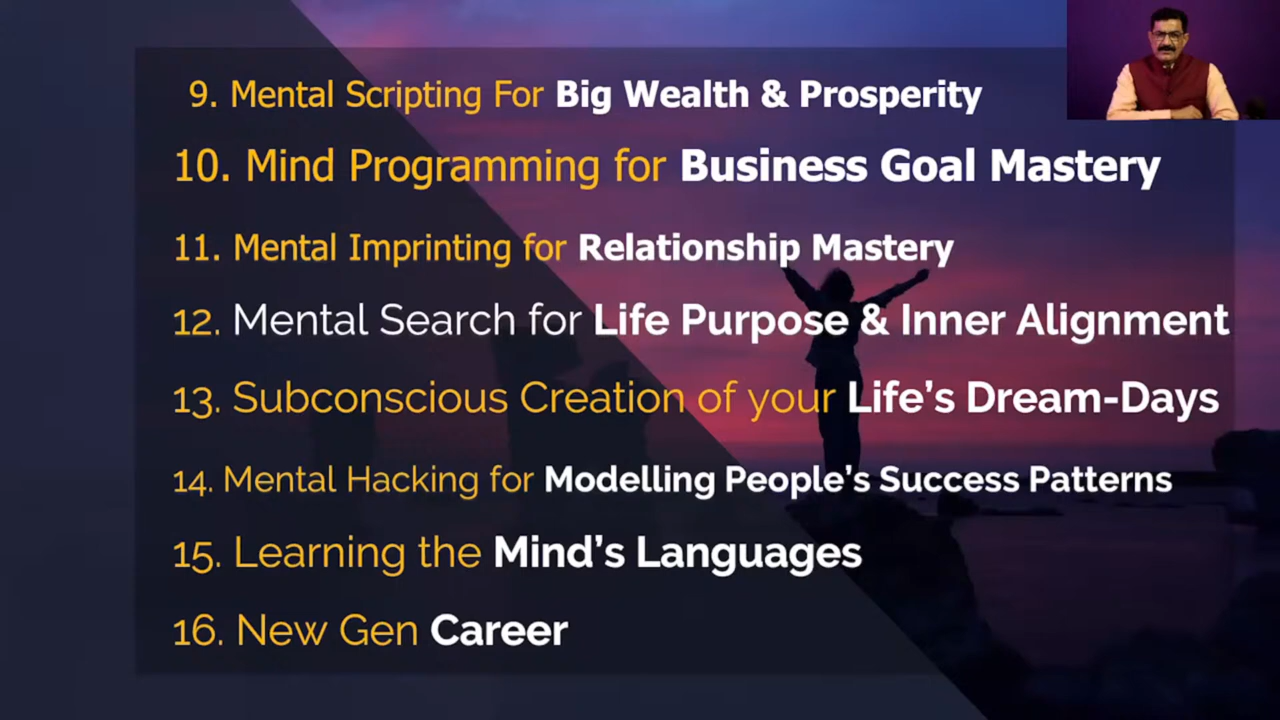 9. Mental Scripting For Big Wealth & Prosperity
10. Mind Programming for Business Goal Mastery
11. Mental Imprinting for Relationship Mastery
12. Mental Search for Life Purpose & Inner Alignment
13. Subconscious Creation of your Life’s Dream-Days
14. Mental Hacking for Modelling People’s Success Patterns
15. Learning the Mind’s Languages
16. New Gen Career